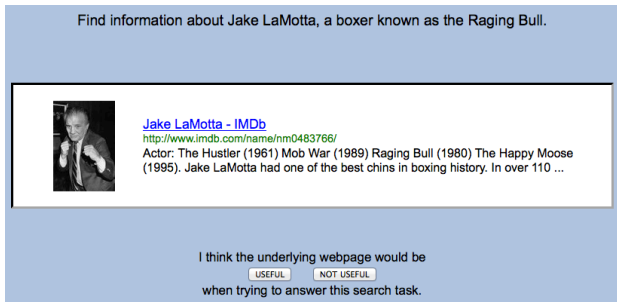 Find information about Jake LaMotta, a boxer known as the Raging Bull.
Jake LaMotta - IMDb
http://www.imdb.com/name/nm0483766/
Actor: The Hustler (1961) Mob War (1989) Raging Bull (1980) The Happy Moose
(1995). Jake LaMotta had one of the best chins in boxing history. In over 110 ...
I think the underlying webpage would be
USEFUL NOT USEFUL
when trying to answer this search task.